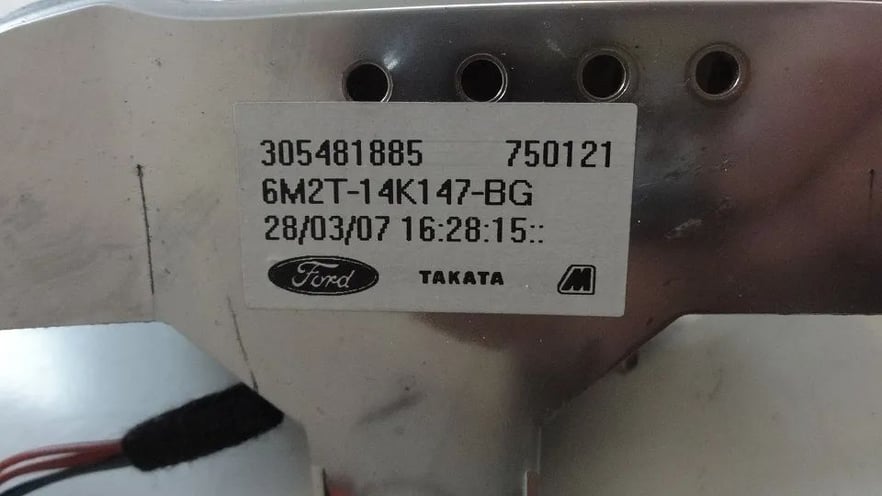 305481885 750121
6M2T-14K147-BG
28/03/07 16:28:15::
Ford TAKATA M